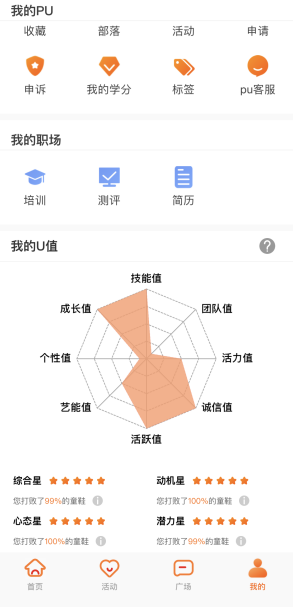 我的PU
收藏 部落 活动 申请
申诉 我的学分 标签 pu客服
我的职场
培训 测评 简历
我的U值 ?
技能值
成长值 团队值
个性值 活力值
艺能值 诚信值
活跃值
综合星 动机星
您打败了99%的童鞋 i 您打败了100%的童鞋 i
心态星 潜力星
您打败了100%的童鞋 i 您打败了99%的童鞋 i
首页 活动 广场 我的